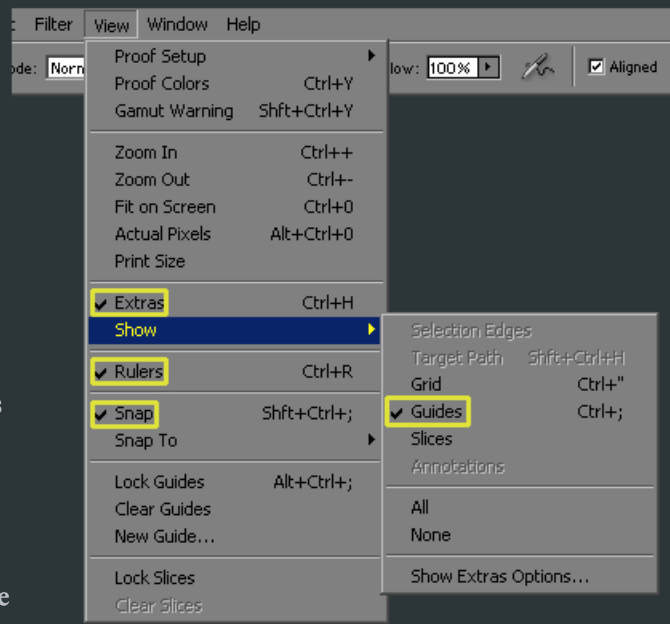 Filter View Window Help
Norn
100%
Aligned
Proof Setup
Proof Colors Ctrl+Y
Gamut Warning Shft+Ctrl+Y
Zoom In Ctrl++
Zoom Out Ctrl+-
Fit on Screen Ctrl+0
Actual Pixels Alt+Ctrl+0
Print Size
Extras Ctrl+H
Show
Rulers Ctrl+R
Snap Shft+Ctrl+;
Snap To
Lock Guides Alt+Ctrl+;
Clear Guides
New Guide...
Lock Slices
Clear Slices
Selection Edges
Target Path Shft+Ctrl+H
Grid Ctrl+"
Guides Ctrl+;
Slices
Annotations
All
None
Show Extras Options...
s
e